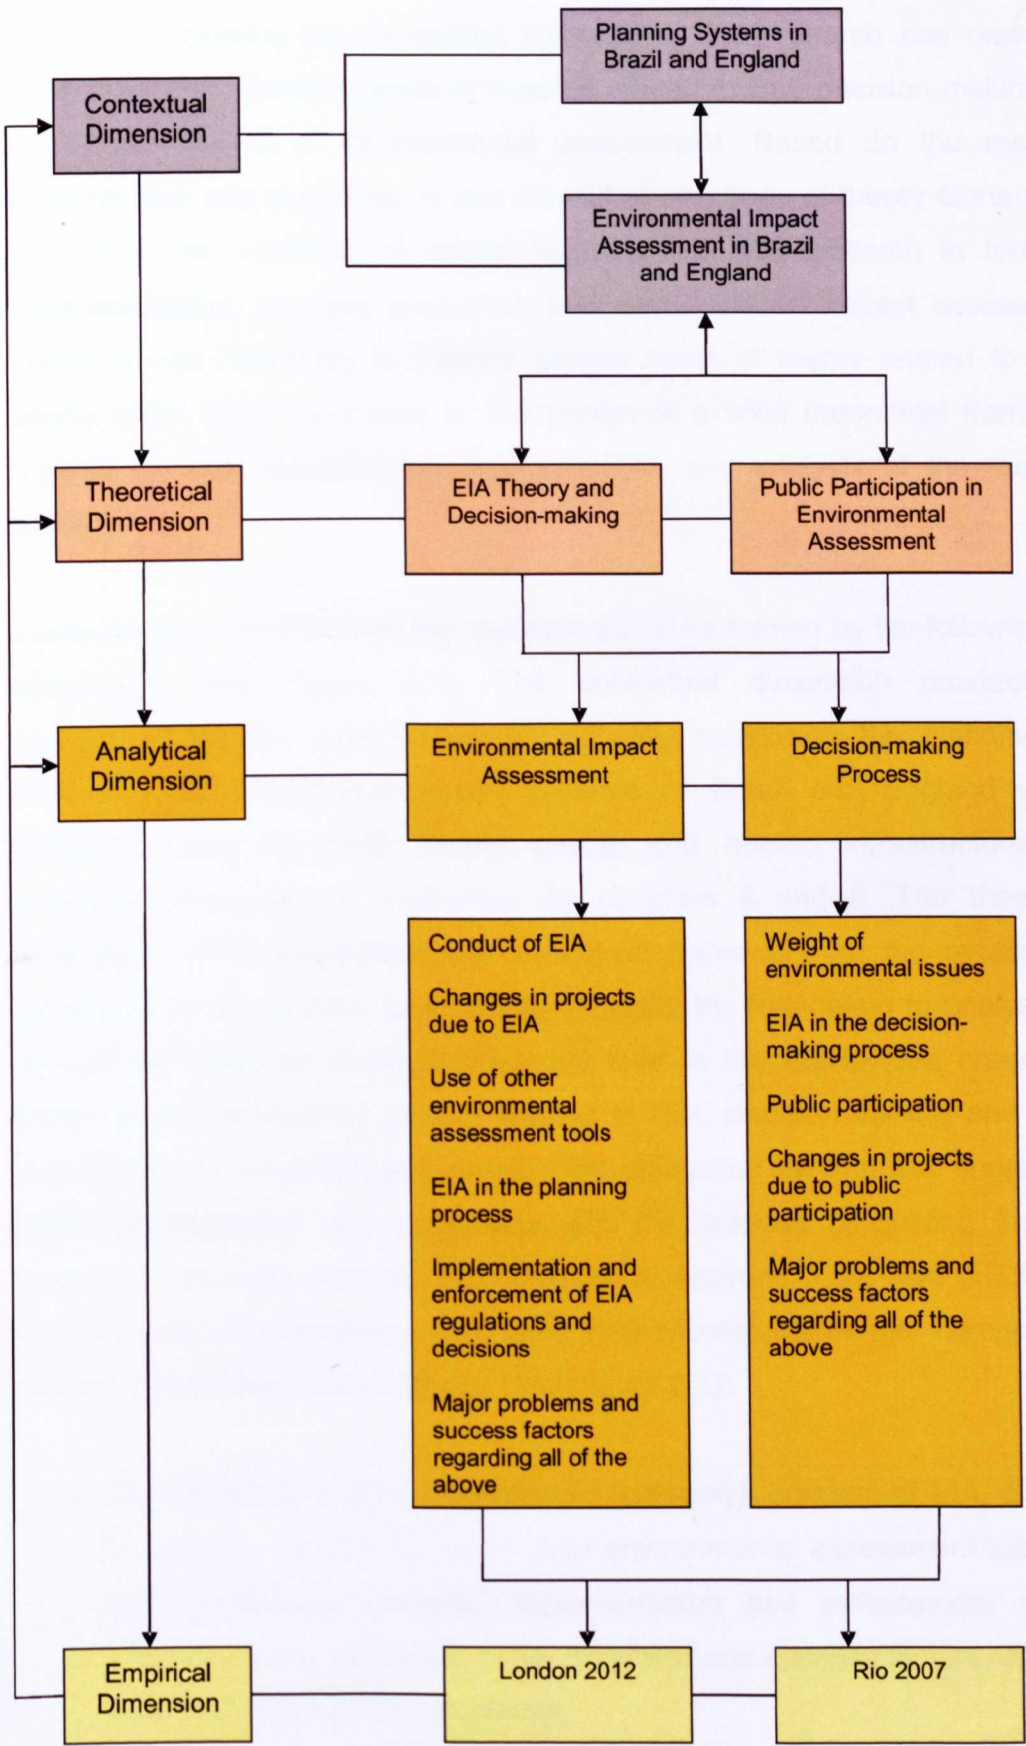 Planning Systems in
Brazil and England
Contextual
Dimension
Environmental Impact
Assessment in Brazil
and England
Theoretical
Dimension
EIA Theory and
Decision-making
Public Participation in
Environmental
Assessment
Analytical
Dimension
Environmental Impact
Assessment
Decision-making
Process
Conduct of EIA
Changes in projects
due to EIA
Use of other
environmental
assessment tools
EIA in the planning
process
Implementation and
enforcement of EIA
regulations and
decisions
Major problems and
success factors
regarding all of the
above
Weight of
environmental issues
EIA in the decision-
making process
Public participation
Changes in projects
due to public
participation
Major problems and
success factors
regarding all of the
above
Empirical
Dimension
London 2012
Rio 2007